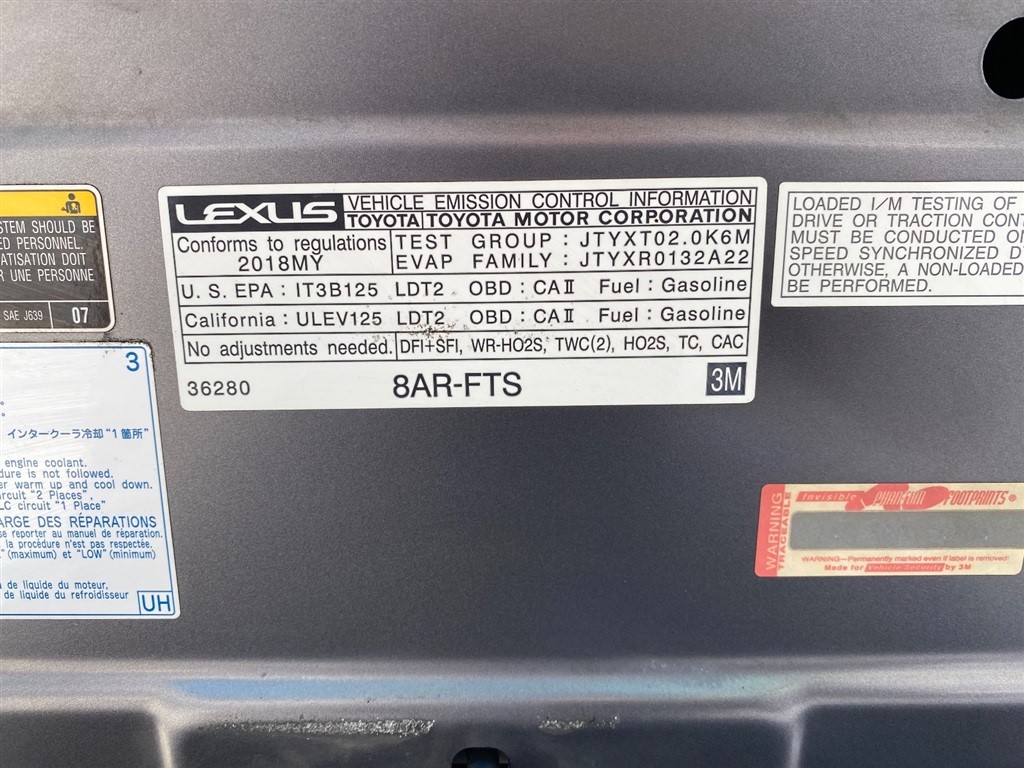 STEM SHOULD BE
ED PERSONNEL.
ATISATION DOIT
R UNE PERSONNE
SAE J639 07
LEXUS
VEHICLE EMISSION CONTROL INFORMATION
TOYOTA TOYOTA MOTOR CORPORATION
Conforms to regulations
2018MY
TEST GROUP : JTYXT02.0K6M
EVAP FAMILY : JTYXR0132A22
U. S. EPA : IT3B125 LDT2 OBD : CAⅡ Fuel : Gasoline
California : ULEV125 LDT2 OBD : CAⅡ Fuel : Gasoline
No adjustments needed. DFI+SFI, WR-HO2S, TWC(2), HO2S, TC, CAC
36280 8AR-FTS 3M
LOADED I/M TESTING OF
DRIVE OR TRACTION CONT
MUST BE CONDUCTED O
SPEED SYNCHRONIZED D
OTHERWISE, A NON-LOADED
BE PERFORMED.
3
インタークーラ冷却“1箇所”
engine coolant.
dure is not followed.
er warm up and cool down.
ircuit "2 Places",
LC circuit "1 Place"
ARGE DES RÉPARATIONS
se reporter au manuel de réparation.
la procédure n'est pas respectée.
"(maximum) et "LOW"(minimum)
de liquide du moteur,
de liquide du refroidisseur
UH
WARNING
TRACEABLE
Invisible PHANTOM FOOTPRINTS
WARNING—Permanently marked even if label is removed!
Made for Vehicle Security by 3M